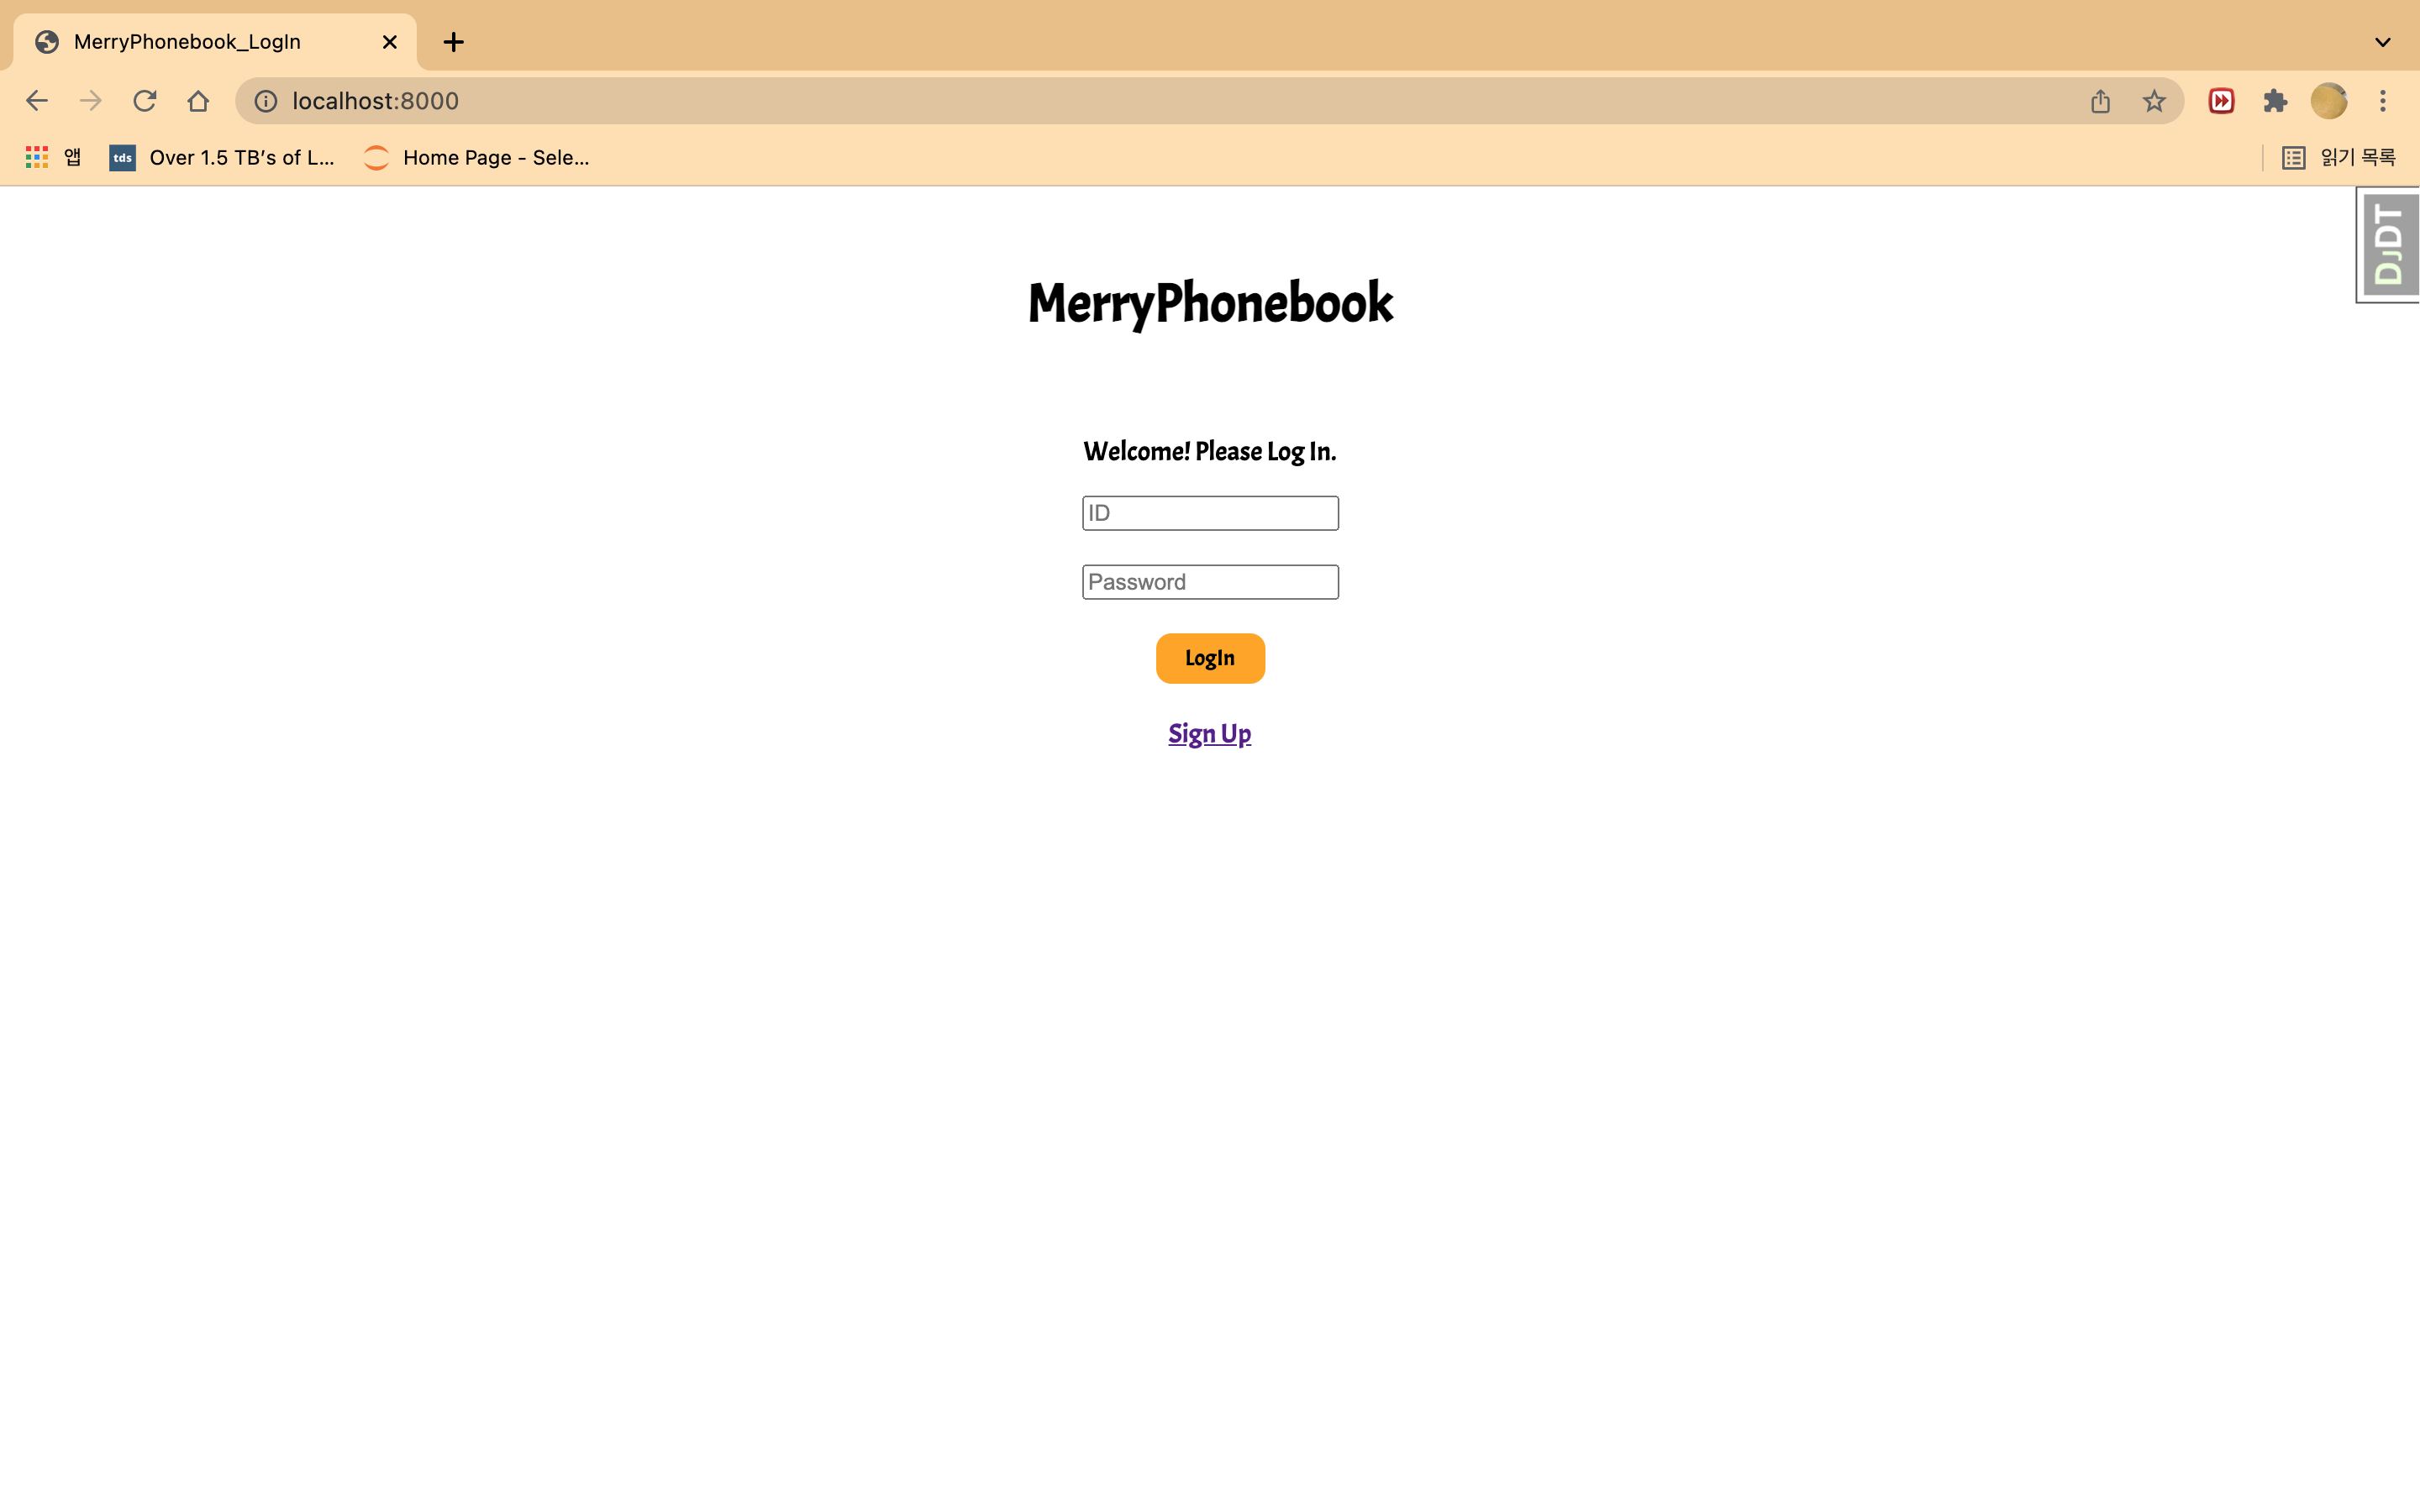 MerryPhonebook_LogIn
localhost:8000
앱
tds
Over 1.5 TB's of L...
Home Page - Sele...
읽기 목록
DjDT
MerryPhonebook
Welcome! Please Log In.
ID
Password
LogIn
Sign Up